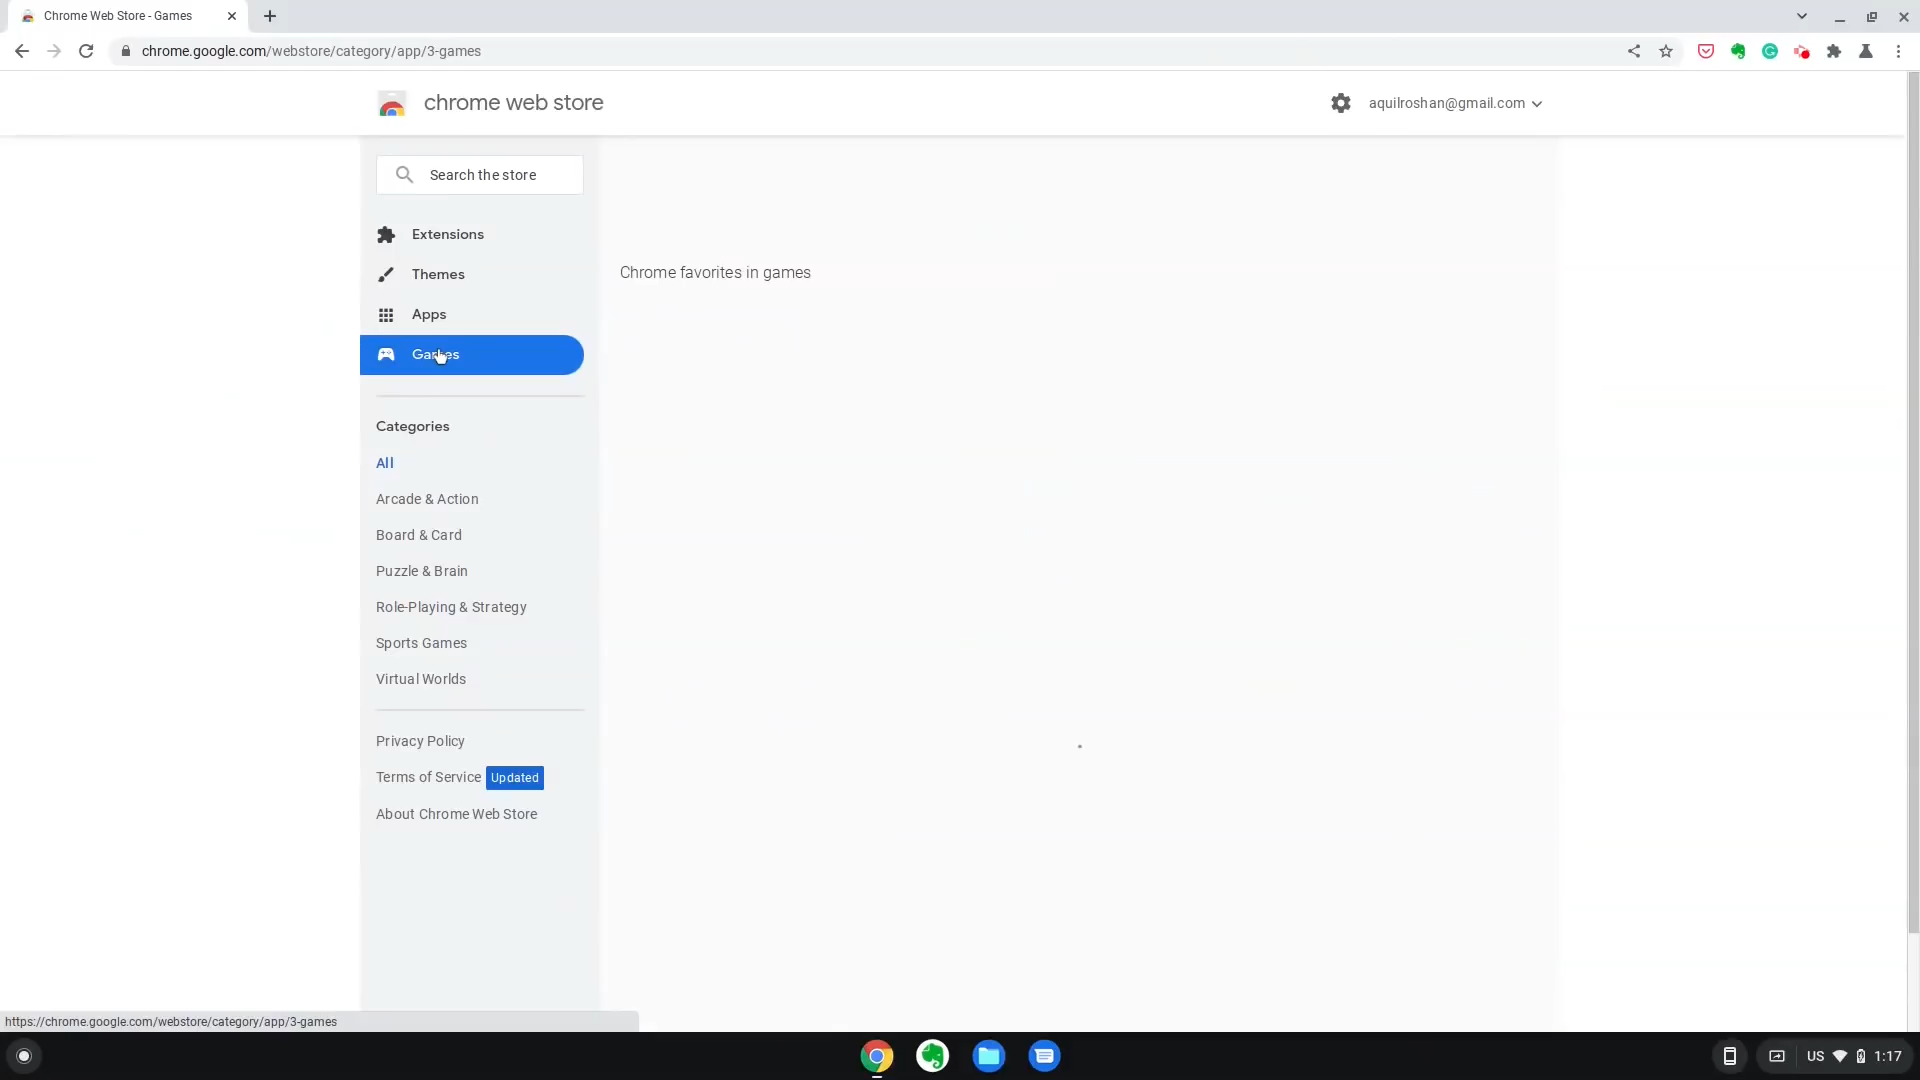 Chrome Web Store - Games
chrome.google.com/webstore/category/app/3-games
chrome web store
aquilroshan@gmail.com
Search the store
Extensions
Themes
Apps
Games
Chrome favorites in games
Categories
All
Arcade & Action
Board & Card
Puzzle & Brain
Role-Playing & Strategy
Sports Games
Virtual Worlds
Privacy Policy
Terms of Service Updated
About Chrome Web Store
https://chrome.google.com/webstore/category/app/3-games
US 1:17